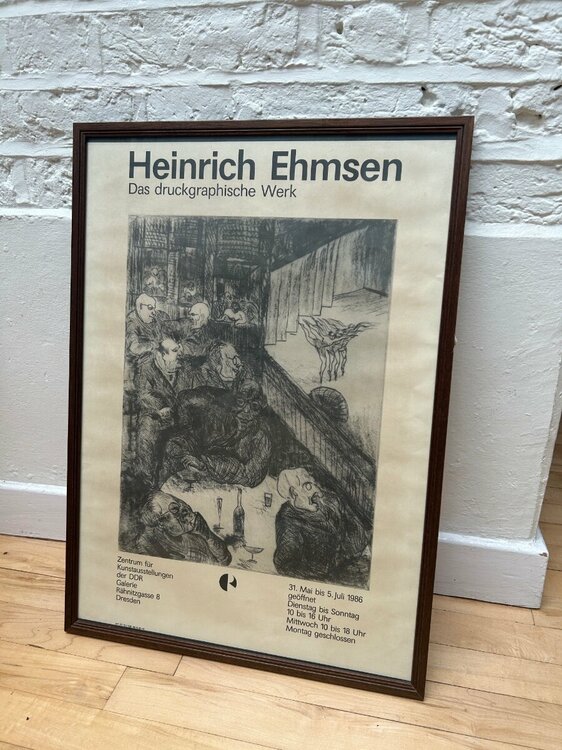 Heinrich Ehmsen
Das druckgraphische Werk
Zentrum für
Kunstausstellungen
der DDR
Galerie
Rähnitzgasse 8
Dresden
31. Mai bis 5. Juli 1986
geöffnet
Dienstag bis Sonntag
10 bis 16 Uhr
Mittwoch 10 bis 18 Uhr
Montag geschlossen